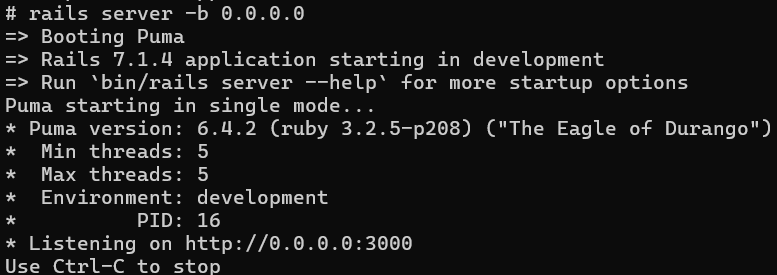 # rails server -b 0.0.0.0
=> Booting Puma
=> Rails 7.1.4 application starting in development
=> Run `bin/rails server --help` for more startup options
Puma starting in single mode...
* Puma version: 6.4.2 (ruby 3.2.5-p208) ("The Eagle of Durango")
*  Min threads: 5
*  Max threads: 5
*  Environment: development
*          PID: 16
* Listening on http://0.0.0.0:3000
Use Ctrl-C to stop